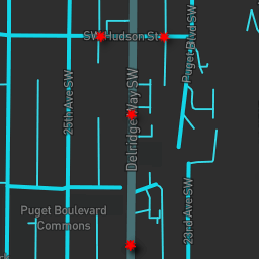 SW Hudson St
Puget Blvd SW
25th Ave SW
Delridge Way SW
Puget Boulevard
Commons
23rd Ave SW